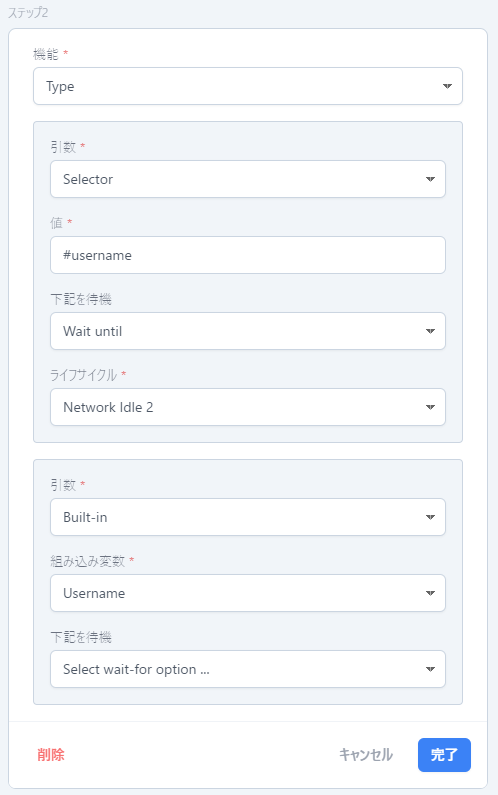 ステップ2
機能 *
Type
引数 *
Selector
値 *
#username
下記を待機
Wait until
ライフサイクル *
Network Idle 2
引数 *
Built-in
組み込み変数 *
Username
下記を待機
Select wait-for option ...
削除
キャンセル
完了